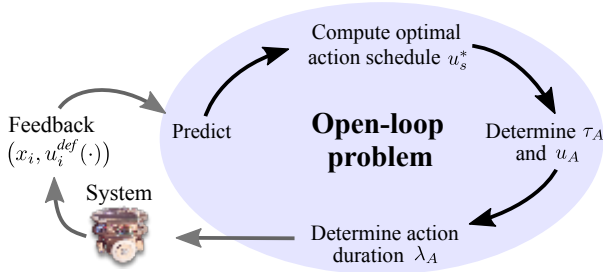 Compute optimal
action schedule u_s^*
Feedback
(x_i, u_i^{def}(·))
Predict
Open-loop
problem
Determine τ_A
and u_A
System
Determine action
duration λ_A